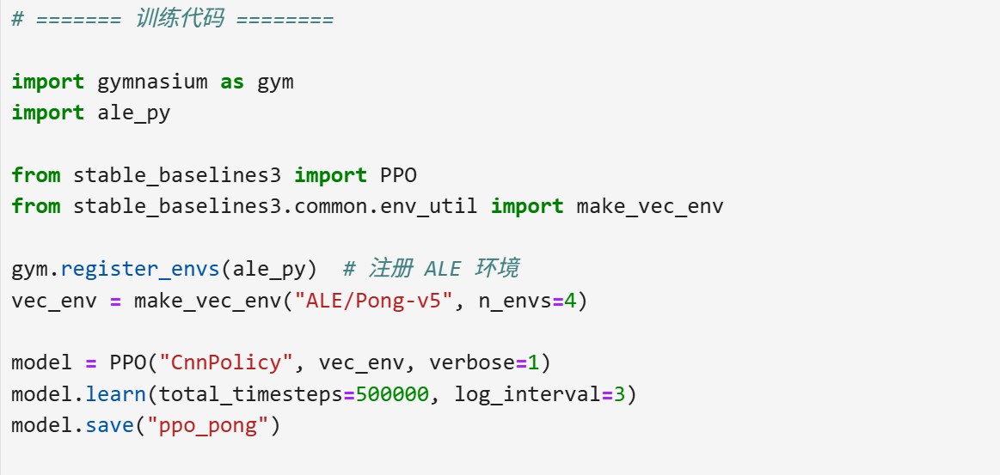 # ======= 训练代码 ========
import gymnasium as gym
import ale_py
from stable_baselines3 import PPO
from stable_baselines3.common.env_util import make_vec_env
gym.register_envs(ale_py)  # 注册 ALE 环境
vec_env = make_vec_env("ALE/Pong-v5", n_envs=4)
model = PPO("CnnPolicy", vec_env, verbose=1)
model.learn(total_timesteps=500000, log_interval=3)
model.save("ppo_pong")